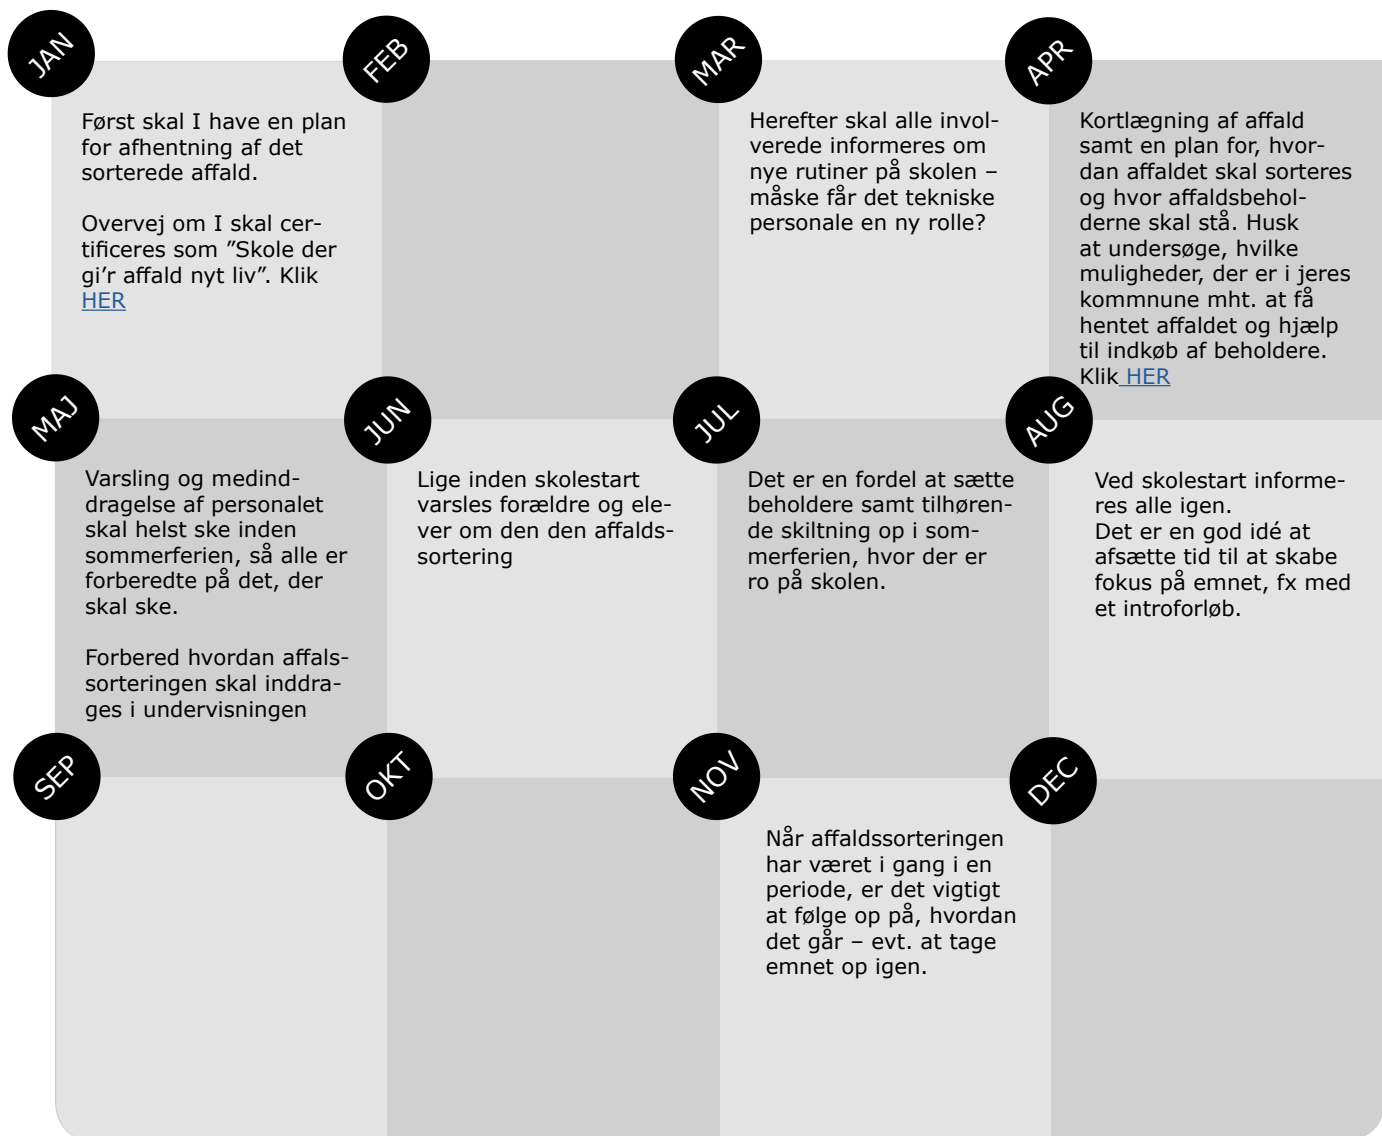 JAN
Først skal I have en plan
for afhentning af det
sorterede affald.
Overvej om I skal cer-
tificeres som ”Skole der
gi’r affald nyt liv”. Klik
HER
FEB
MAR
Herefter skal alle invol-
verede informeres om
nye rutiner på skolen –
måske får det tekniske
personale en ny rolle?
APR
Kortlægning af affald
samt en plan for, hvor-
dan affaldet skal sorteres
og hvor affaldsbehol-
derne skal stå. Husk
at undersøge, hvilke
muligheder, der er i jeres
kommnune mht. at få
hentet affaldet og hjælp
til indkøb af beholdere.
Klik HER
MAJ
Varsling og medind-
dragelse af personalet
skal helst ske inden
sommerferien, så alle er
forberedte på det, der
skal ske.
Forbered hvordan affals-
sorteringen skal inddra-
ges i undervisningen
JUN
Lige inden skolestart
varsles forældre og ele-
ver om den den affalds-
sortering
JUL
Det er en fordel at sætte
beholdere samt tilhøren-
de skiltning op i som-
merferien, hvor der er
ro på skolen.
AUG
Ved skolestart informe-
res alle igen.
Det er en god idé at
afsætte tid til at skabe
fokus på emnet, fx med
et introforløb.
SEP
OKT
NOV
Når affaldssorteringen
har været i gang i en
periode, er det vigtigt
at følge op på, hvordan
det går – evt. at tage
emnet op igen.
DEC